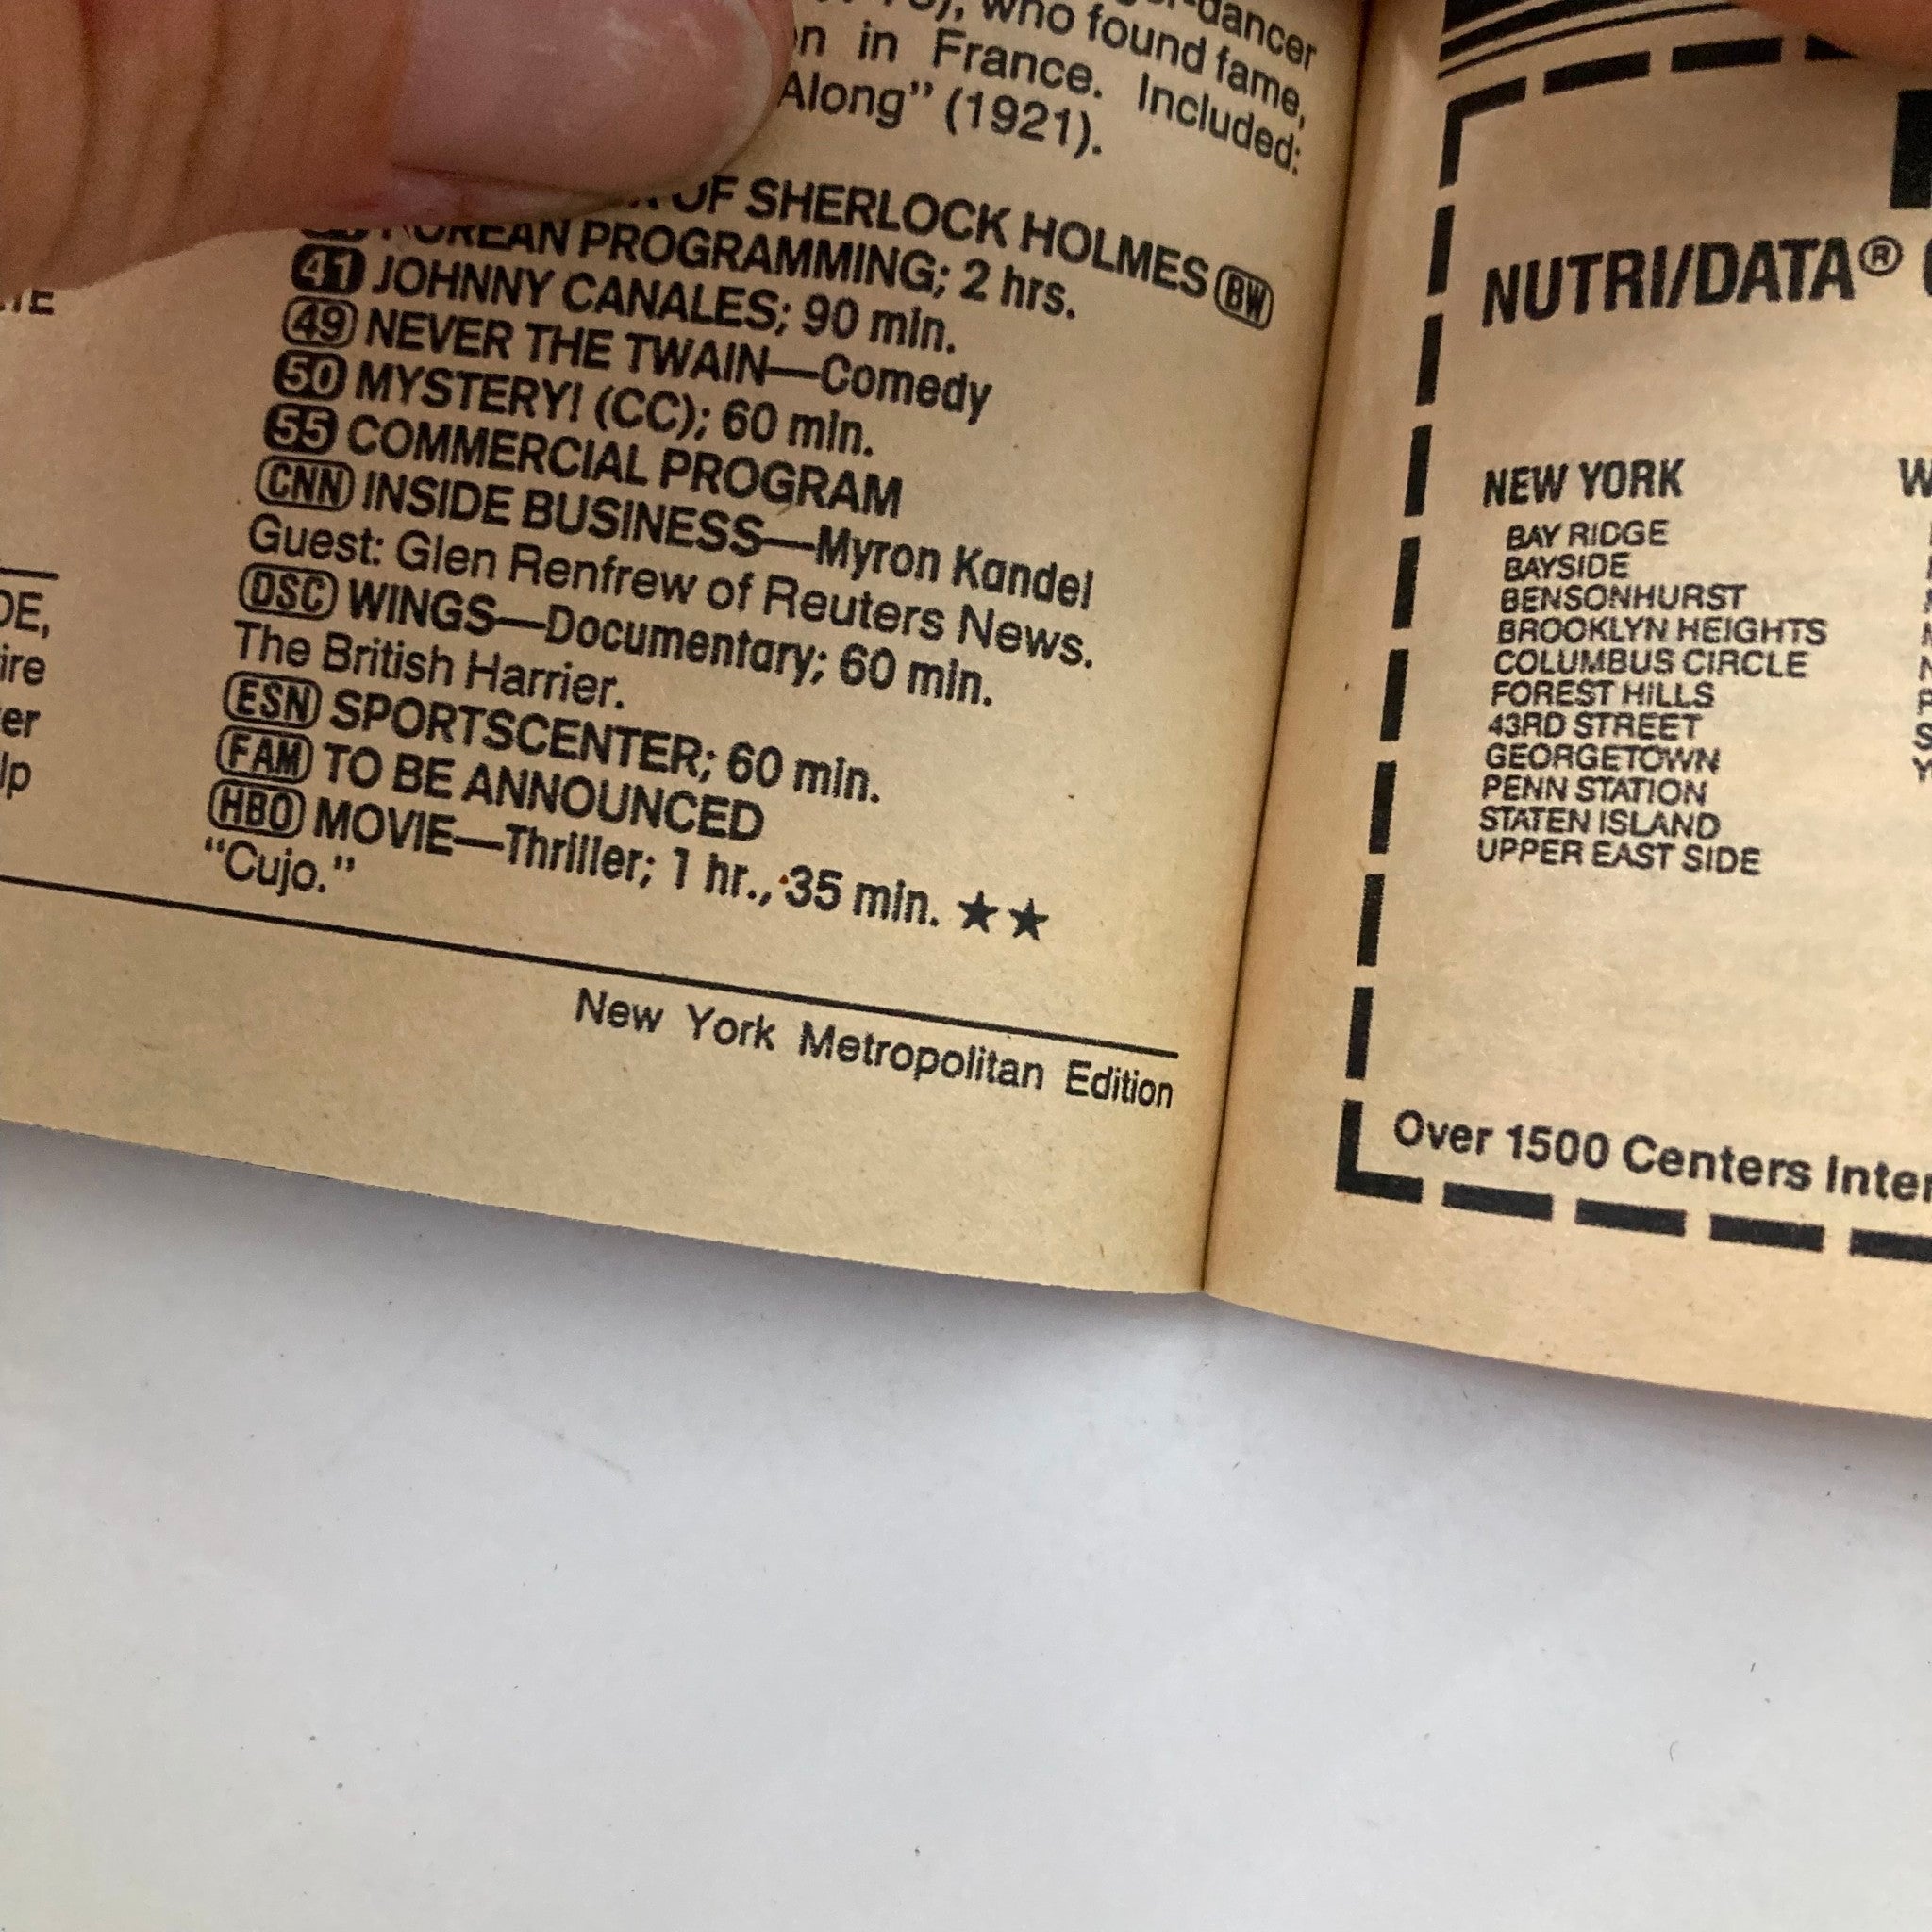 dancer
who found fame,
in France. Included:
Along" (1921).
OF SHERLOCK HOLMES BW
KOREAN PROGRAMMING; 2 hrs.
41 JOHNNY CANALES; 90 min.
49 NEVER THE TWAIN—Comedy
50 MYSTERY! (CC); 60 min.
55 COMMERCIAL PROGRAM
CNN INSIDE BUSINESS—Myron Kandel
Guest: Glen Renfrew of Reuters News.
DSC WINGS—Documentary; 60 min.
The British Harrier.
ESN SPORTSCENTER; 60 min.
FAM TO BE ANNOUNCED
HBO MOVIE—Thriller; 1 hr., 35 min. ★★
"Cujo."
New York Metropolitan Edition
NUTRI/DATA®
NEW YORK
BAY RIDGE
BAYSIDE
BENSONHURST
BROOKLYN HEIGHTS
COLUMBUS CIRCLE
FOREST HILLS
43RD STREET
GEORGETOWN
PENN STATION
STATEN ISLAND
UPPER EAST SIDE
Over 1500 Centers